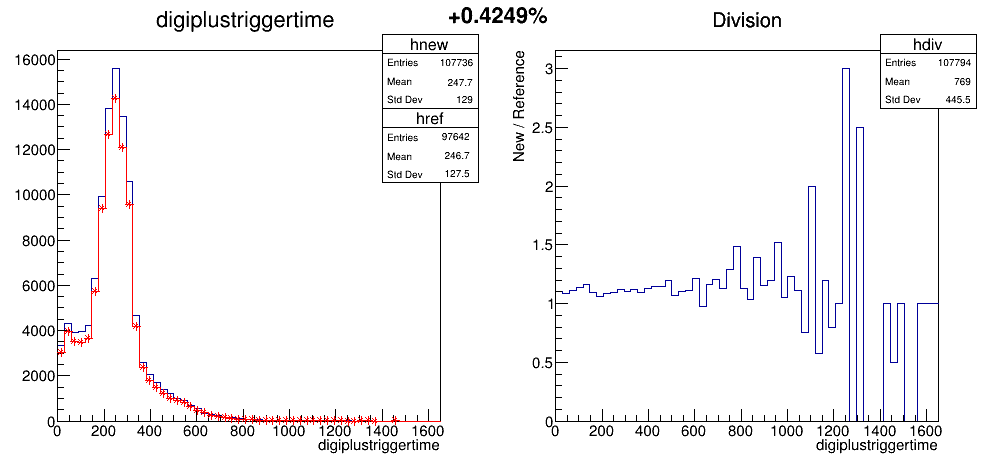 +0.4249%
digiplustriggertime
hnew
Entries 107736
Mean 247.7
Std Dev 129
href
Entries 97642
Mean 246.7
Std Dev 127.5
16000
14000
12000
10000
8000
6000
4000
2000
0
0 200 400 600 800 1000 1200 1400 1600
digiplustriggertime
Division
hdiv
Entries 107794
Mean 769
Std Dev 445.5
New / Reference
3
2.5
2
1.5
1
0.5
0
0 200 400 600 800 1000 1200 1400 1600
digiplustriggertime